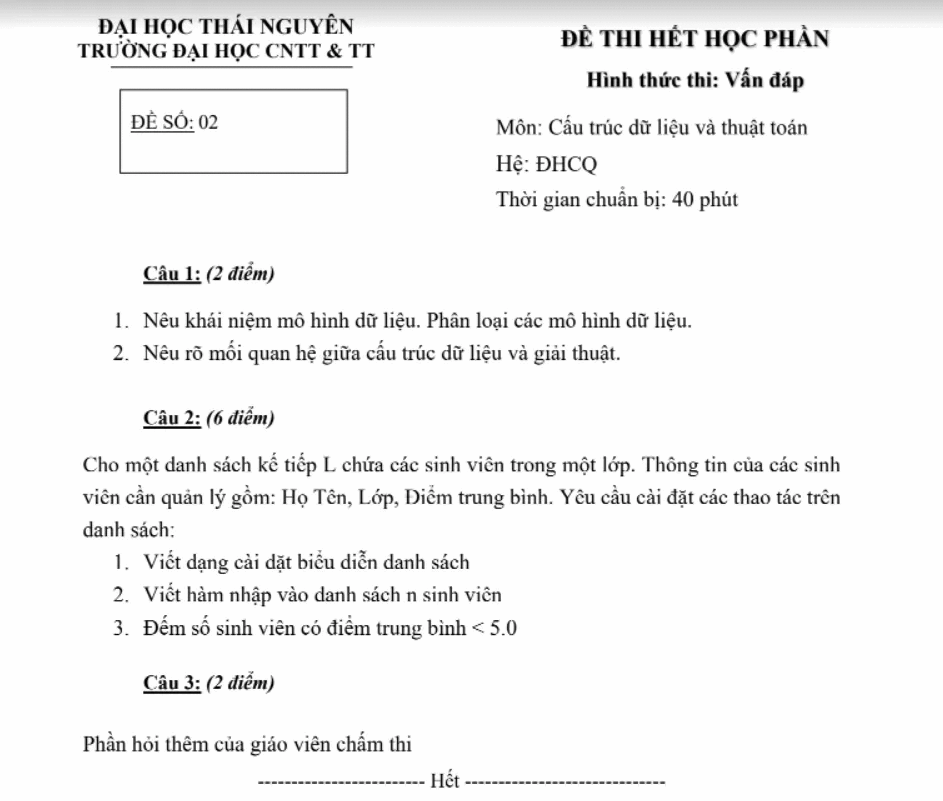 ĐẠI HỌC THÁI NGUYÊN
TRƯỜNG ĐẠI HỌC CNTT & TT
ĐỀ THI HẾT HỌC PHẦN
Hình thức thi: Vấn đáp
ĐỀ SỐ: 02
Môn: Cấu trúc dữ liệu và thuật toán
Hệ: ĐHCQ
Thời gian chuẩn bị: 40 phút
Câu 1: (2 điểm)
1. Nêu khái niệm mô hình dữ liệu. Phân loại các mô hình dữ liệu.
2. Nêu rõ mối quan hệ giữa cấu trúc dữ liệu và giải thuật.
Câu 2: (6 điểm)
Cho một danh sách kế tiếp L chứa các sinh viên trong một lớp. Thông tin của các sinh
viên cần quản lý gồm: Họ Tên, Lớp, Điểm trung bình. Yêu cầu cài đặt các thao tác trên
danh sách:
1. Viết dạng cài dặt biểu diễn danh sách
2. Viết hàm nhập vào danh sách n sinh viên
3. Đếm số sinh viên có điểm trung bình < 5.0
Câu 3: (2 điểm)
Phần hỏi thêm của giáo viên chấm thi
------------------------- Hết ------------------------------